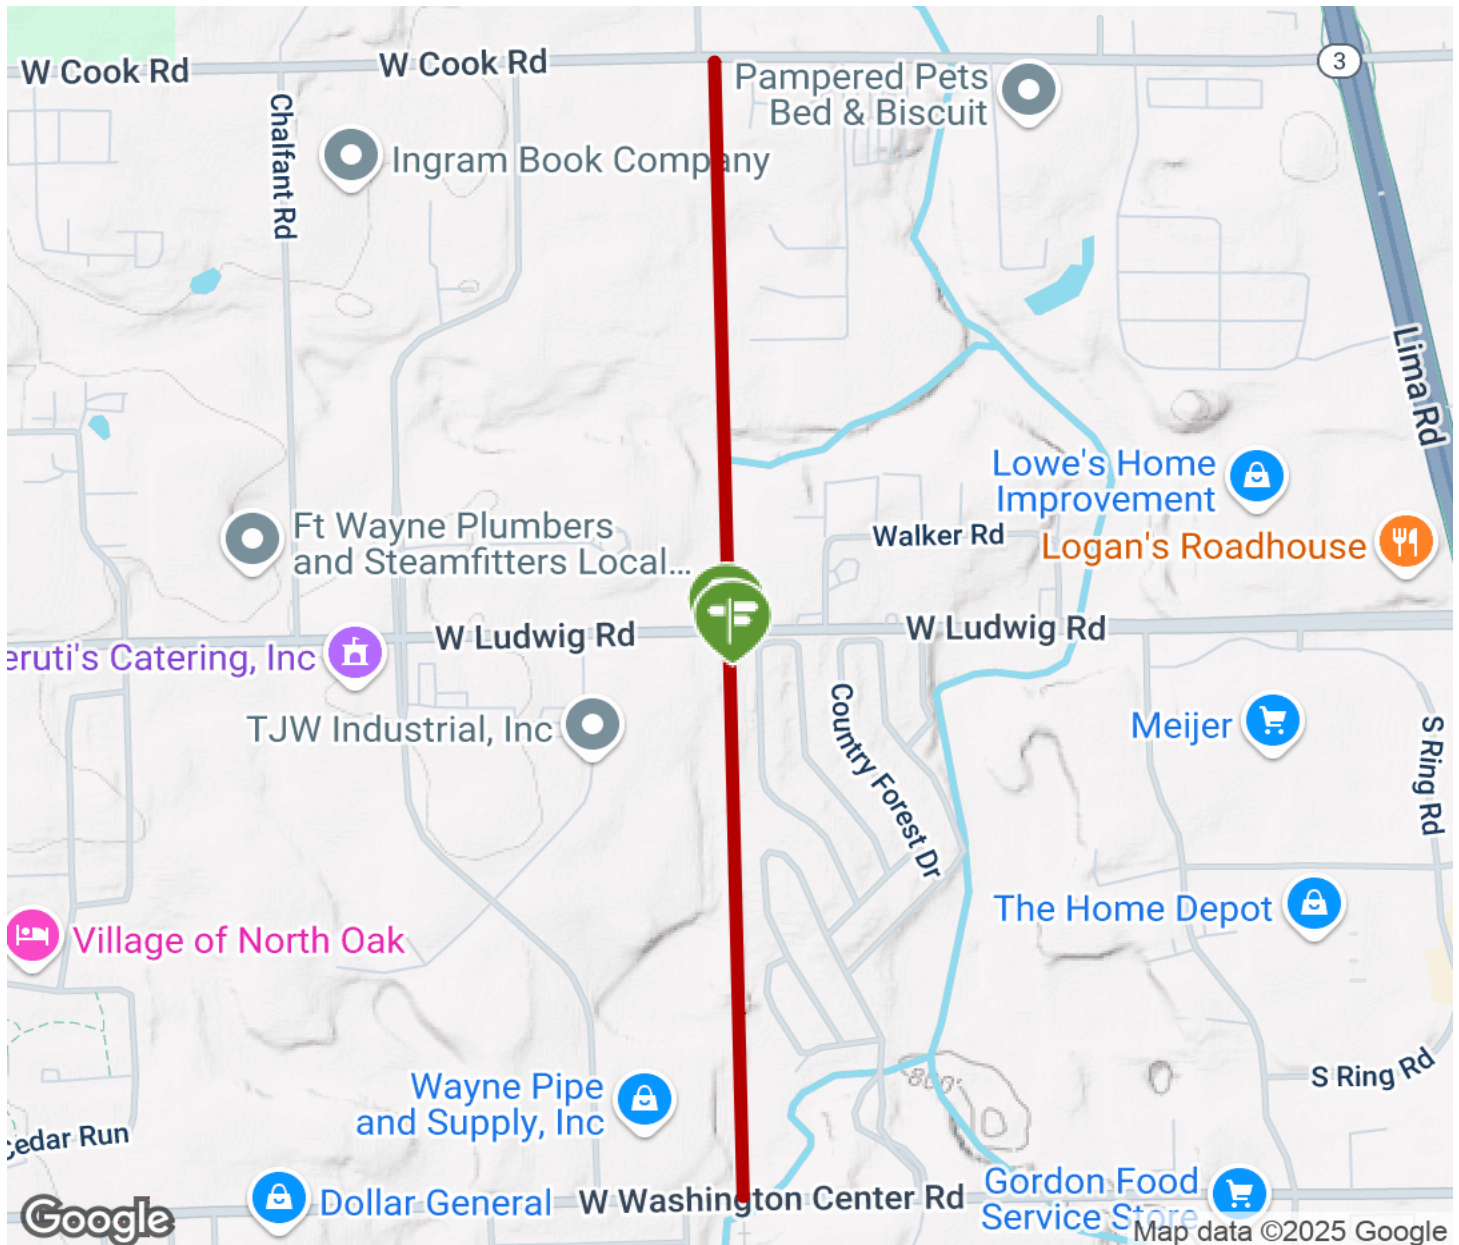 W Cook Rd
W Cook Rd
3
Pampered Pets
Bed & Biscuit
Chalfant Rd
Ingram Book Company
Lima Rd
Lowe's Home
Improvement
Ft Wayne Plumbers
and Steamfitters Local...
Walker Rd
Logan's Roadhouse
W Ludwig Rd
W Ludwig Rd
eruti's Catering, Inc
Country Forest Dr
TJW Industrial, Inc
Meijer
S Ring Rd
The Home Depot
Village of North Oak
800'
S Ring Rd
Wayne Pipe
and Supply, Inc
Cedar Run
Gordon Food
Service Store
Dollar General
W Washington Center Rd
Google
Map data ©2025 Google